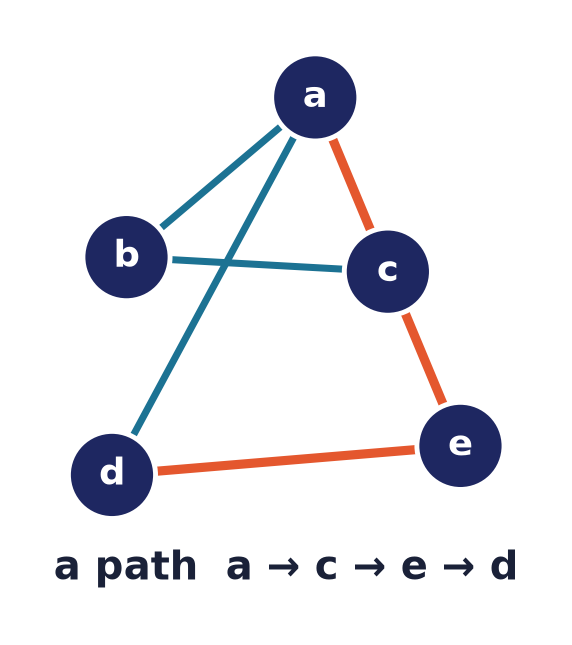 a
b
c
e
d
a path a → c → e → d